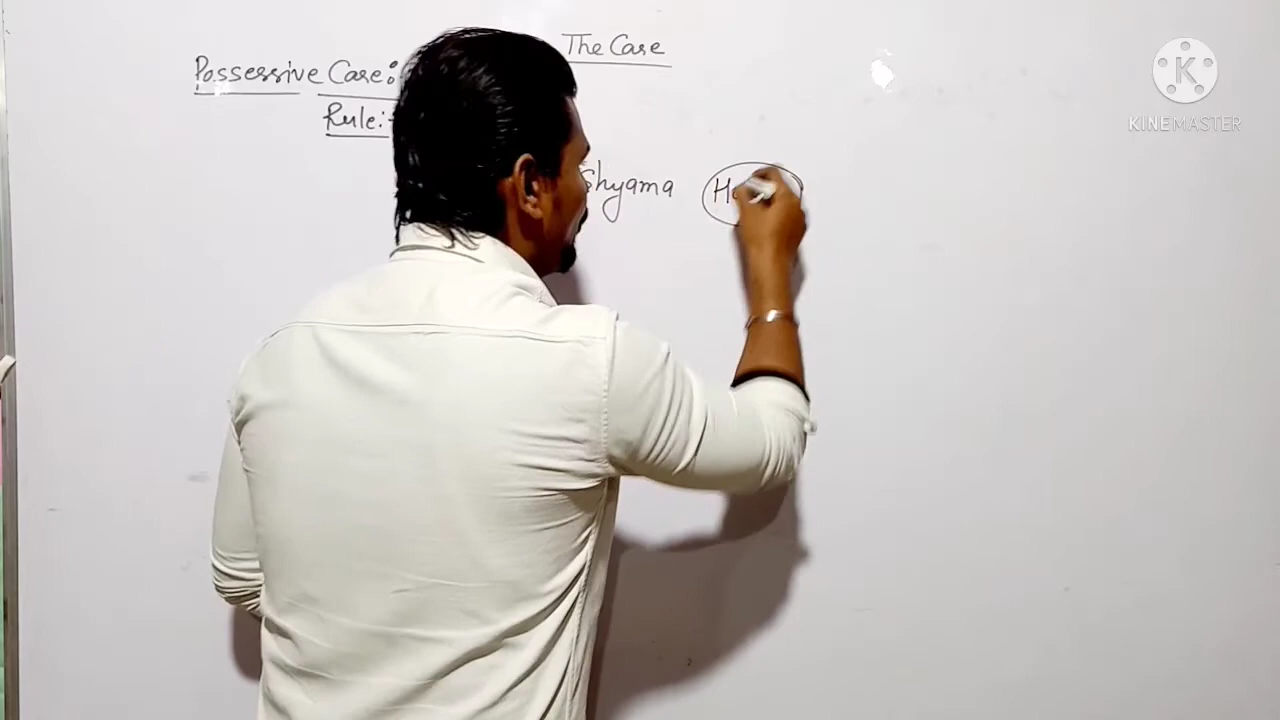 The Case
Possessive Case:
Rule:-
Shyama
KINEMASTER